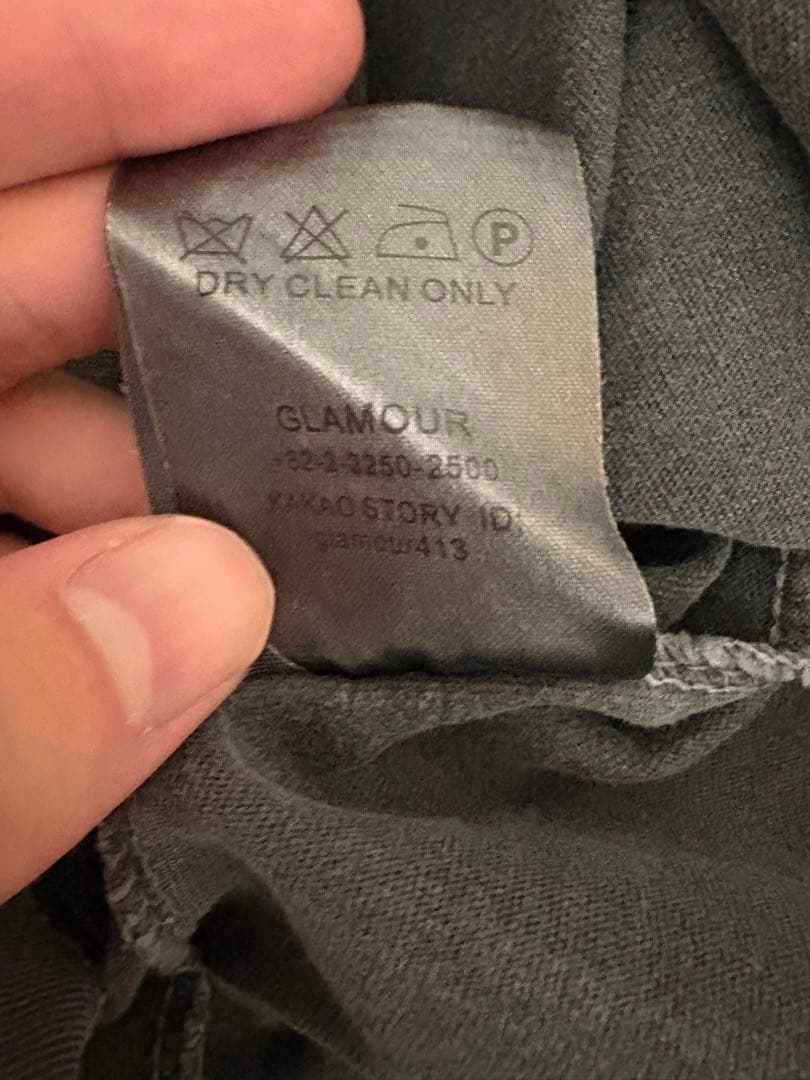 P
DRY CLEAN ONLY
GLAMOUR
+82-2-2250-2500
KAKAO STORY ID:
glamour413